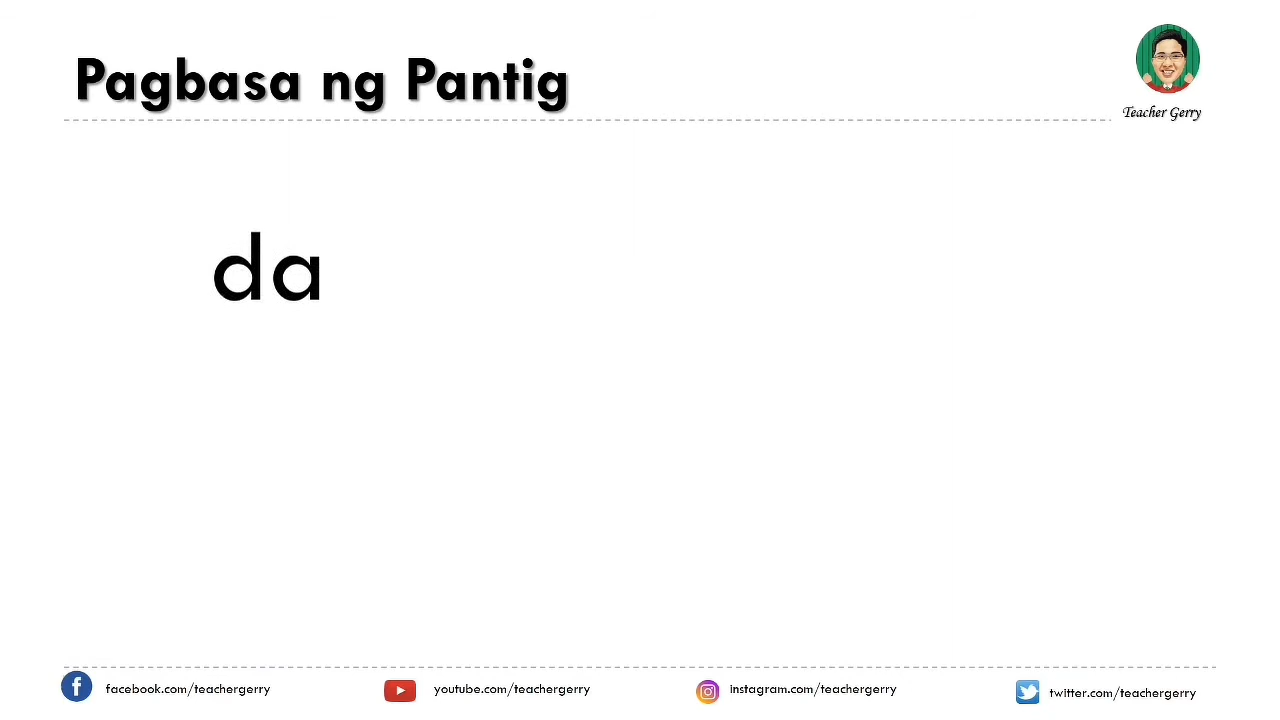 Pagbasa ng Pantig
Teacher Gerry
da
facebook.com/teachergerry
youtube.com/teachergerry
instagram.com/teachergerry
twitter.com/teachergerry